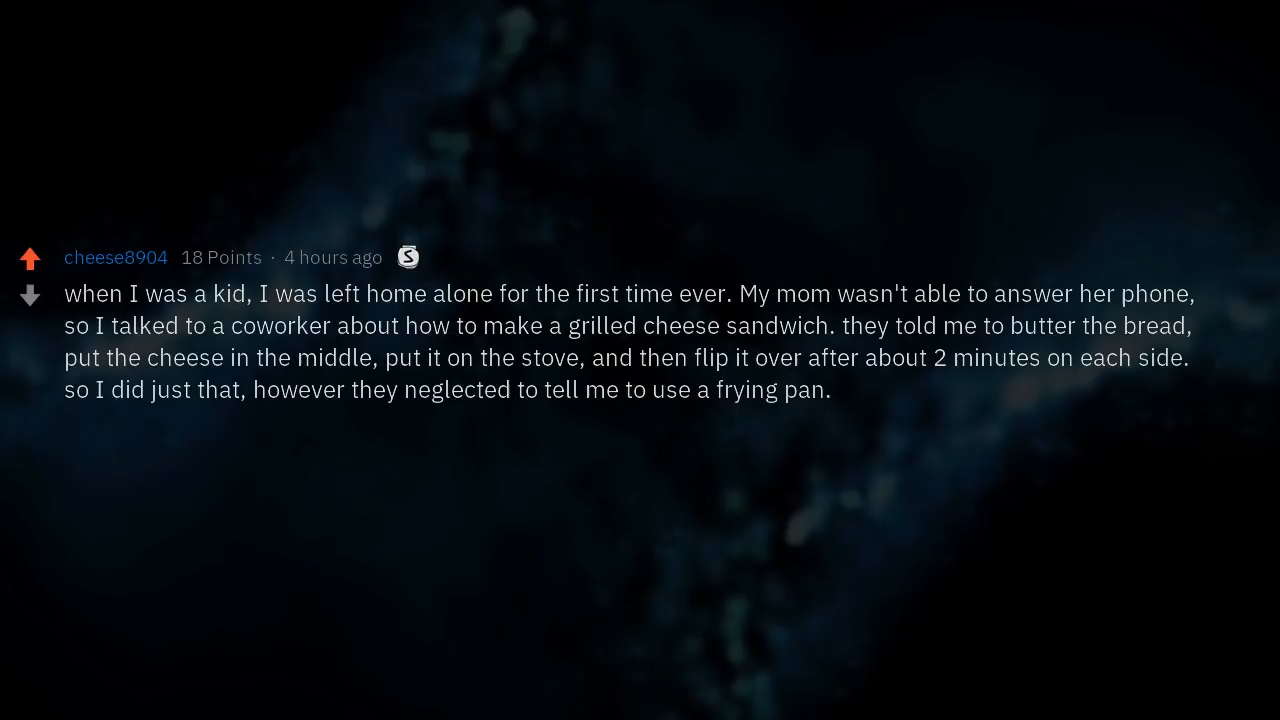 cheese8904 18 Points · 4 hours ago S
when I was a kid, I was left home alone for the first time ever. My mom wasn't able to answer her phone,
so I talked to a coworker about how to make a grilled cheese sandwich. they told me to butter the bread,
put the cheese in the middle, put it on the stove, and then flip it over after about 2 minutes on each side.
so I did just that, however they neglected to tell me to use a frying pan.